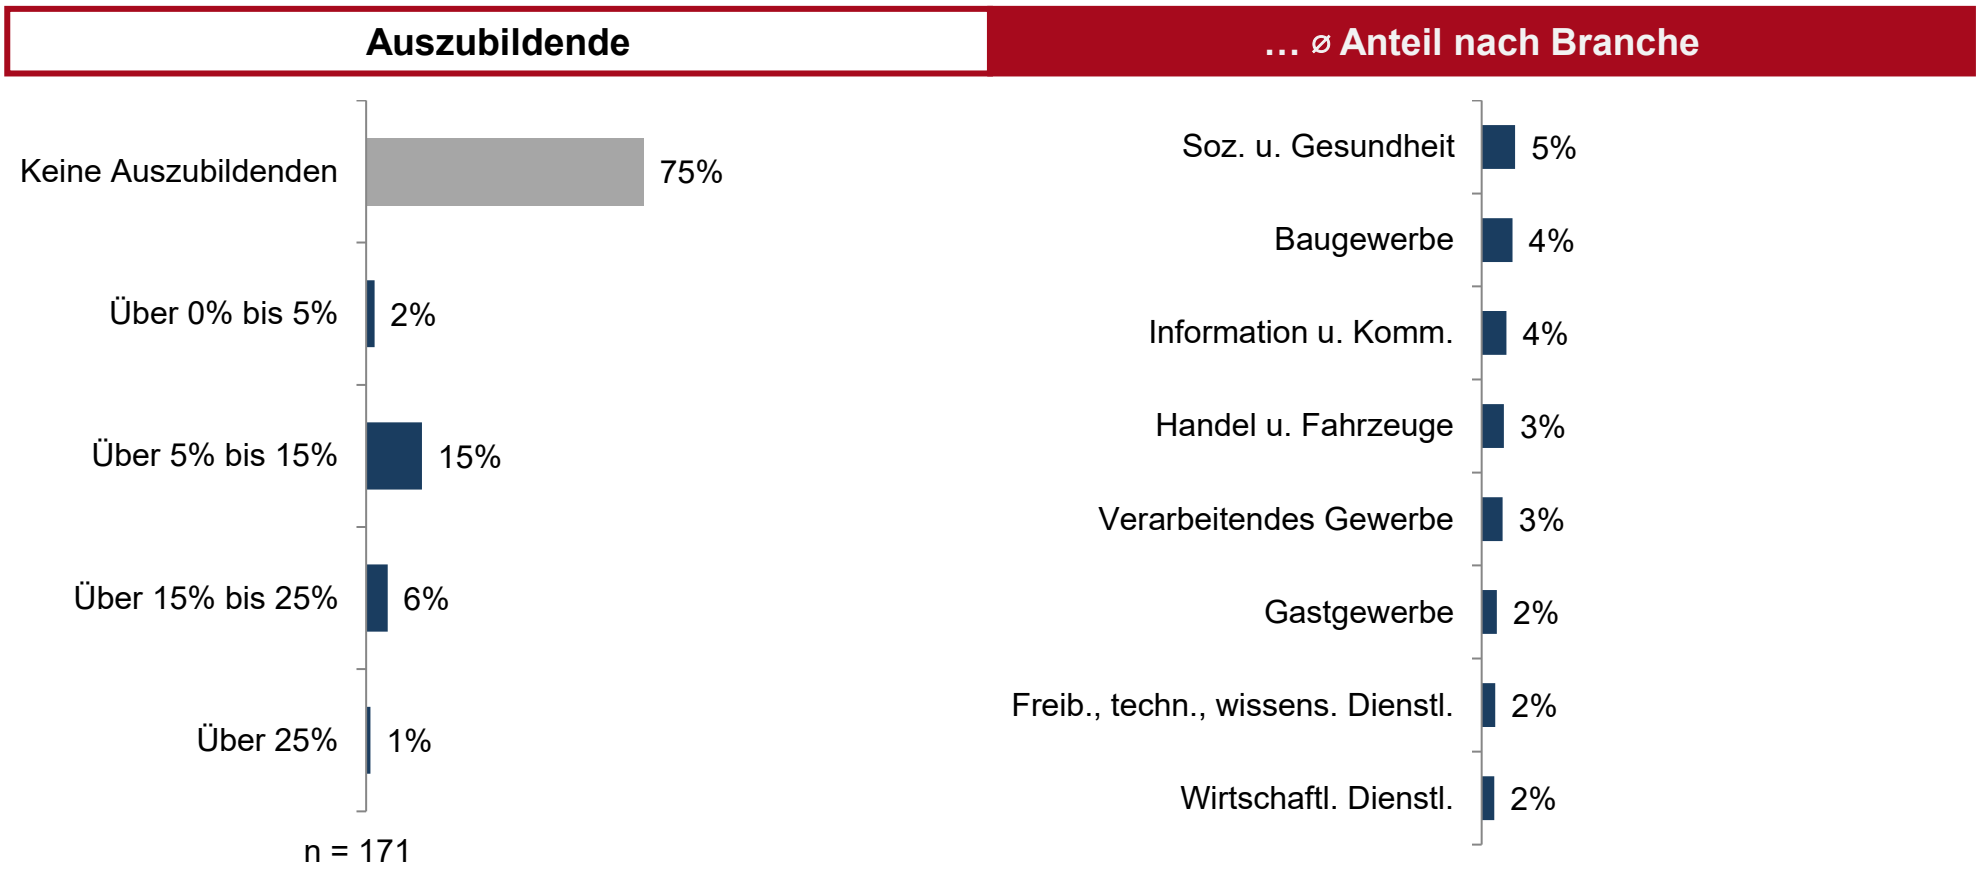 Auszubildende
Keine Auszubildenden 75%
Über 0% bis 5% 2%
Über 5% bis 15% 15%
Über 15% bis 25% 6%
Über 25% 1%
n = 171
... ⌀ Anteil nach Branche
Soz. u. Gesundheit 5%
Baugewerbe 4%
Information u. Komm. 4%
Handel u. Fahrzeuge 3%
Verarbeitendes Gewerbe 3%
Gastgewerbe 2%
Freib., techn., wissens. Dienstl. 2%
Wirtschaftl. Dienstl. 2%